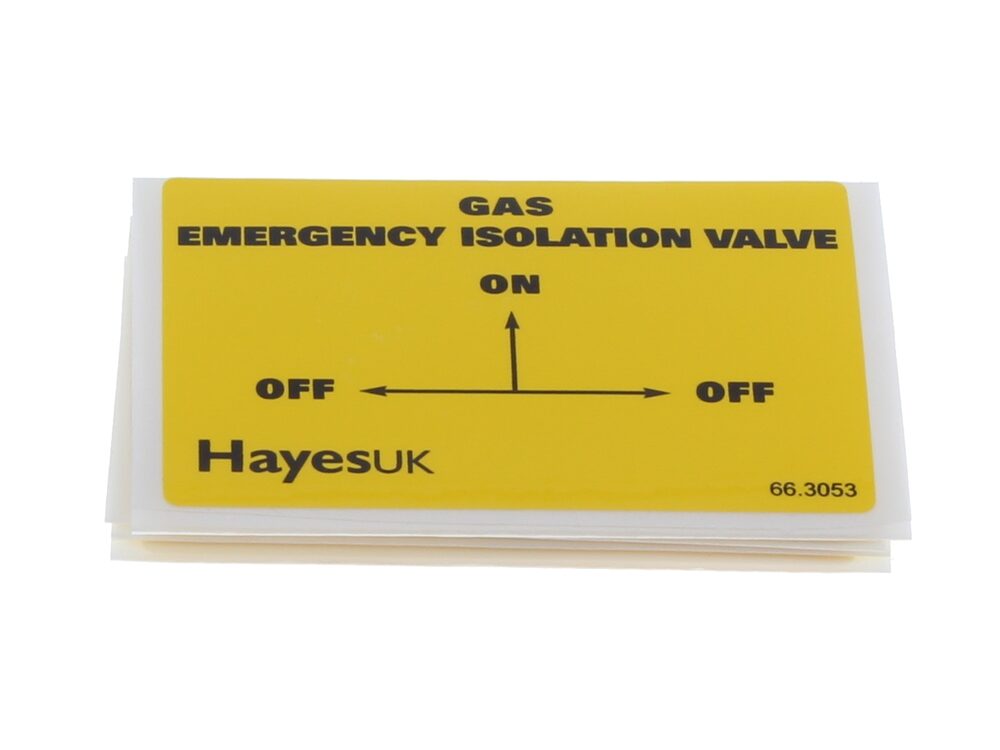 GAS
EMERGENCY ISOLATION VALVE
ON
OFF OFF
HayesUK
66.3053